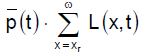 p̅(t) · ∑_{x=x_r}^{ω} L(x,t)